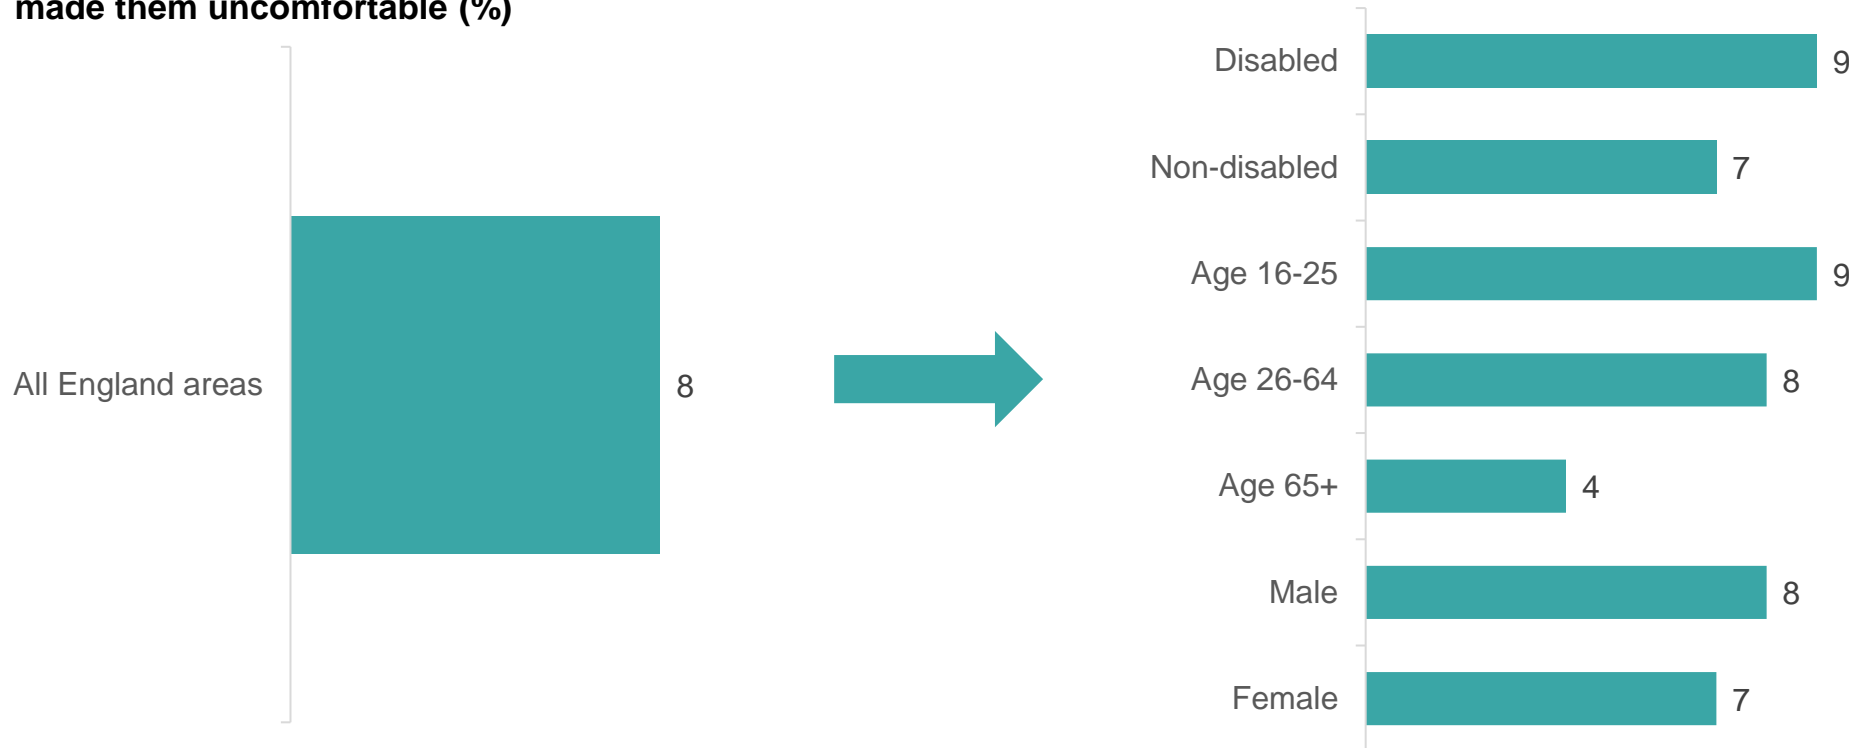 made them uncomfortable (%)
All England areas
8
Disabled
9
Non-disabled
7
Age 16-25
9
Age 26-64
8
Age 65+
4
Male
8
Female
7